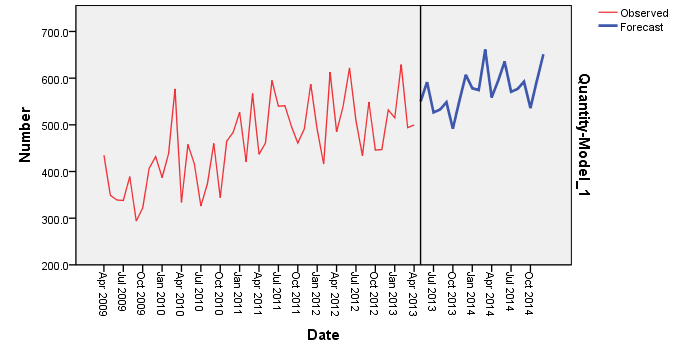 Observed
Forecast
700.0
600.0
500.0
400.0
300.0
200.0
Number
Quantity-Model_1
Apr 2009
Jul 2009
Oct 2009
Jan 2010
Apr 2010
Jul 2010
Oct 2010
Jan 2011
Apr 2011
Jul 2011
Oct 2011
Jan 2012
Apr 2012
Jul 2012
Oct 2012
Jan 2013
Apr 2013
Jul 2013
Oct 2013
Jan 2014
Apr 2014
Jul 2014
Oct 2014
Date